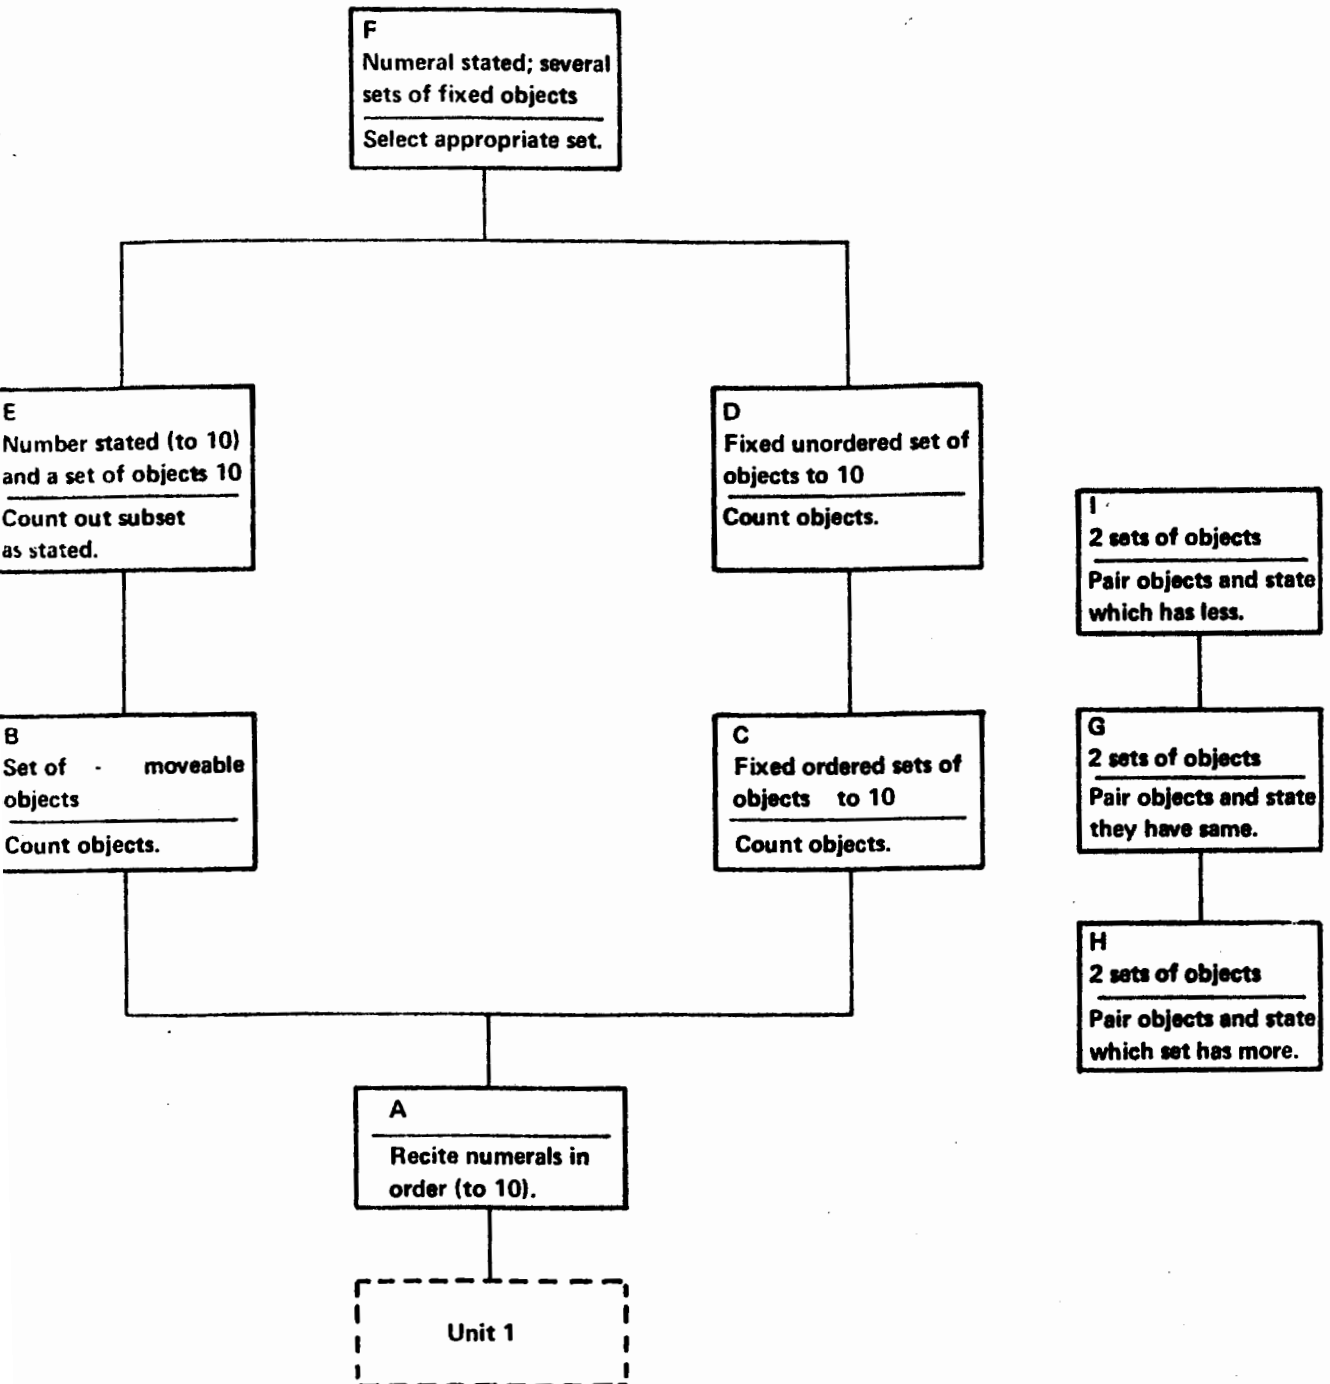 F
Numeral stated; several
sets of fixed objects
Select appropriate set.
E
Number stated (to 10)
and a set of objects 10
Count out subset
as stated.
D
Fixed unordered set of
objects to 10
Count objects.
I
2 sets of objects
Pair objects and state
which has less.
B
Set of - moveable
objects
Count objects.
C
Fixed ordered sets of
objects to 10
Count objects.
G
2 sets of objects
Pair objects and state
they have same.
H
2 sets of objects
Pair objects and state
which set has more.
A
Recite numerals in
order (to 10).
Unit 1